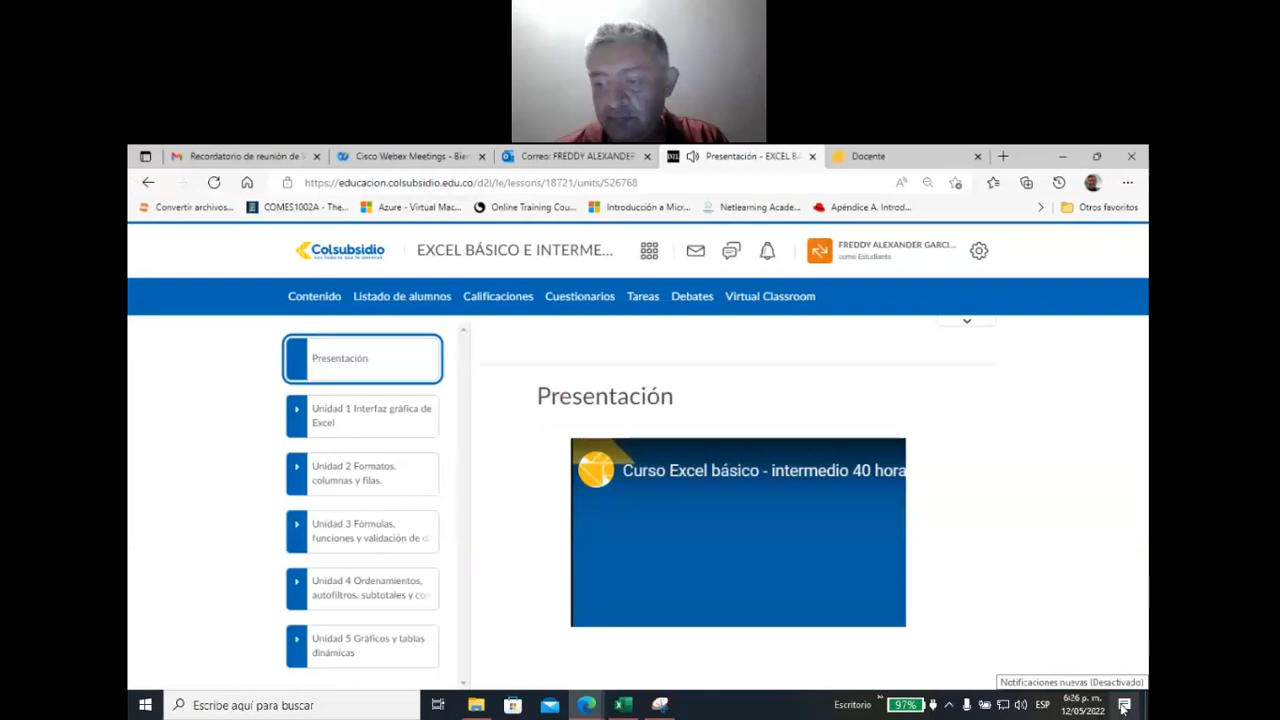 Recordatorio de reunión de
Cisco Webex Meetings - Bien
Correo: FREDDY ALEXANDER
Presentación - EXCEL BÁ
Docente
https://educacion.colsubsidio.edu.co/d2l/le/lessons/18721/units/526768
Convertir archivos...
COMES1002A - The...
Azure - Virtual Mac...
Online Training Cou...
Introducción a Micr...
Netlearning Acade...
Apéndice A. Introd...
Otros favoritos
Colsubsidio
EXCEL BÁSICO E INTERME...
FREDDY ALEXANDER GARCI...
como Estudiante
Contenido Listado de alumnos Calificaciones Cuestionarios Tareas Debates Virtual Classroom
Presentación
Unidad 1 Interfaz gráfica de
Excel
Unidad 2 Formatos,
columnas y filas.
Unidad 3 Fórmulas,
funciones y validación de d
Unidad 4 Ordenamientos,
autofiltros, subtotales y con
Unidad 5 Gráficos y tablas
dinámicas
Presentación
Curso Excel básico - intermedio 40 hora
Notificaciones nuevas (Desactivado)
Escribe aquí para buscar
Escritorio
97%
ESP
6:26 p. m.
12/05/2022